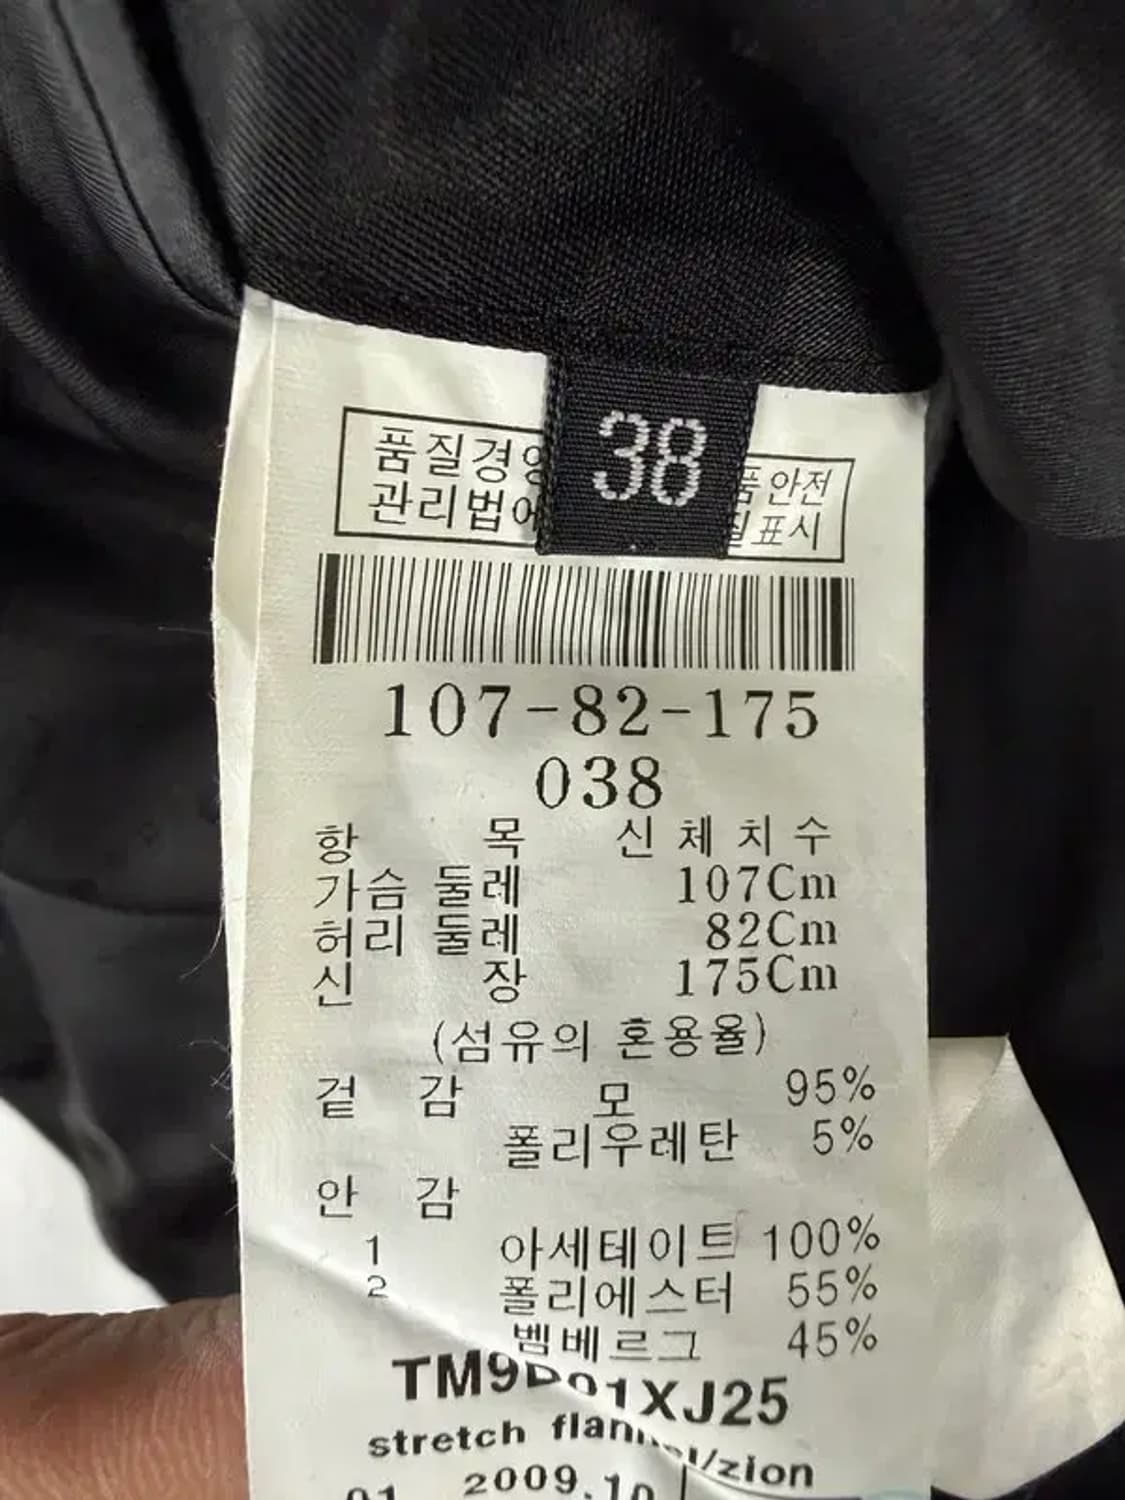 38
품질경영
관리법에
품안전
질표시
107-82-175
038
항 목 신체치수
가슴 둘레 107Cm
허리 둘레 82Cm
신 장 175Cm
(섬유의 혼용율)
겉 감 모 95%
폴리우레탄 5%
안 감
1 아세테이트 100%
2 폴리에스터 55%
벰베르그 45%
TM9D01XJ25
stretch flannel/zion
01 2009.10